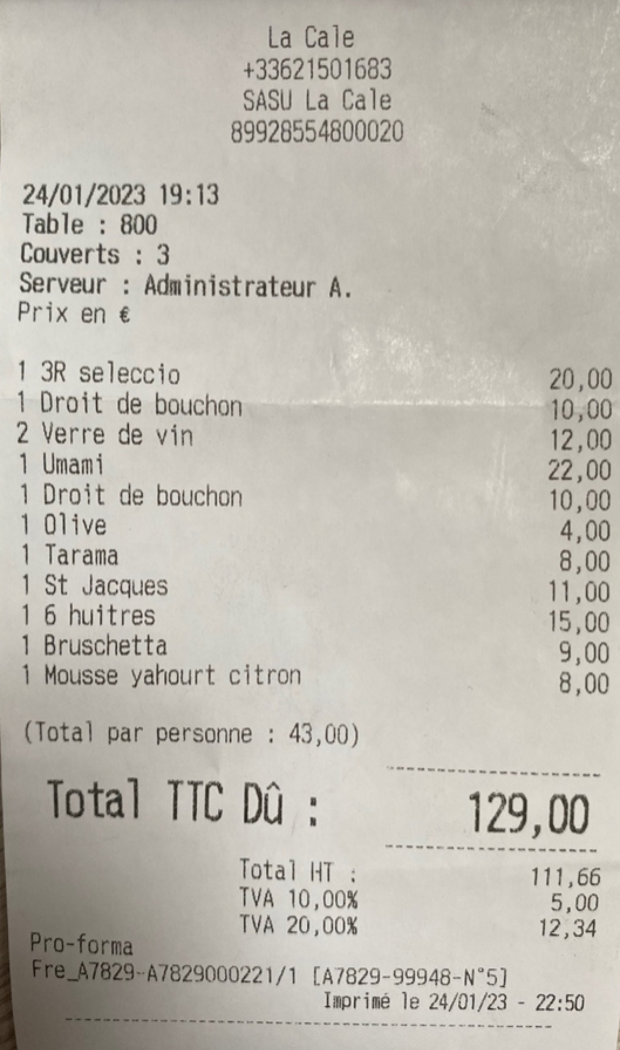 La Cale
+33621501683
SASU La Cale
89928554800020
24/01/2023 19:13
Table : 800
Couverts : 3
Serveur : Administrateur A.
Prix en €
1 3R seleccio 20,00
1 Droit de bouchon 10,00
2 Verre de vin 12,00
1 Umami 22,00
1 Droit de bouchon 10,00
1 Olive 4,00
1 Tarama 8,00
1 St Jacques 11,00
1 6 huitres 15,00
1 Bruschetta 9,00
1 Mousse yahourt citron 8,00
(Total par personne : 43,00)
Total TTC Dû : 129,00
Total HT : 111,66
TVA 10,00% 5,00
TVA 20,00% 12,34
Pro-forma
Fre_A7829-A7829000221/1 [A7829-99948-N°5]
Imprimé le 24/01/23 - 22:50